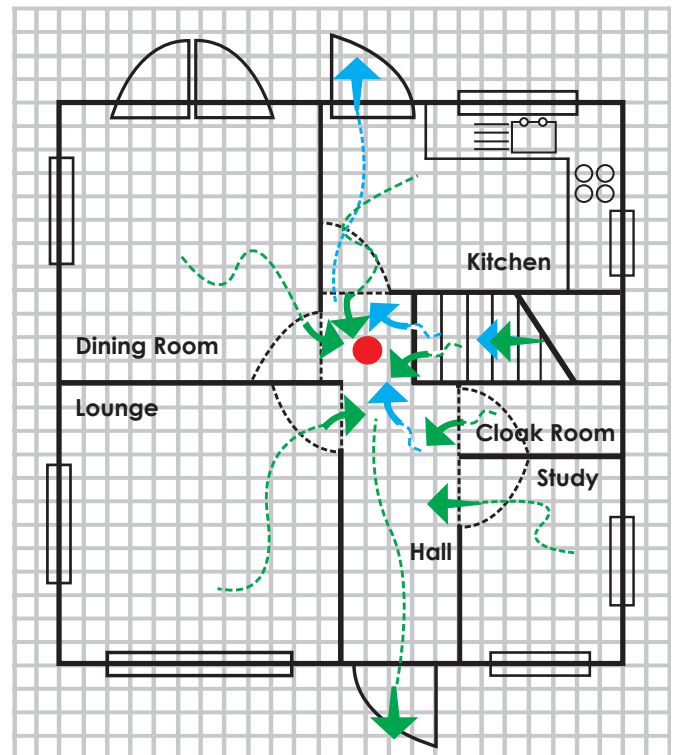 Kitchen
Dining Room
Lounge
Cloak Room
Study
Hall